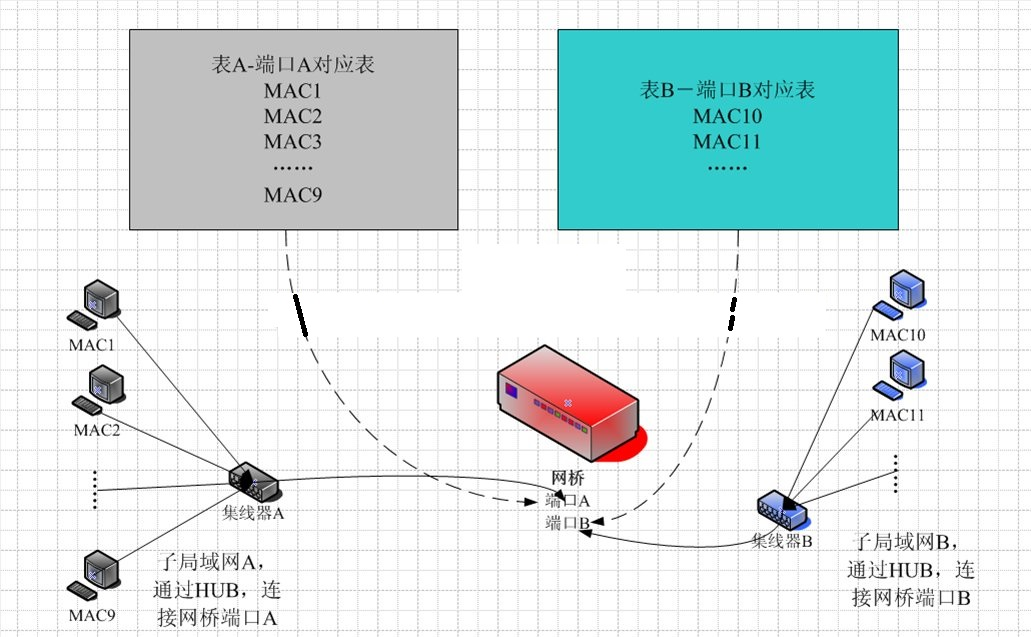 表A-端口A对应表
MAC1
MAC2
MAC3
……
MAC9
表B－端口B对应表
MAC10
MAC11
……
MAC1
MAC2
MAC9
集线器A
子局域网A，
通过HUB，连
接网桥端口A
网桥
端口A
端口B
MAC10
MAC11
集线器B
子局域网B，
通过HUB，连
接网桥端口B